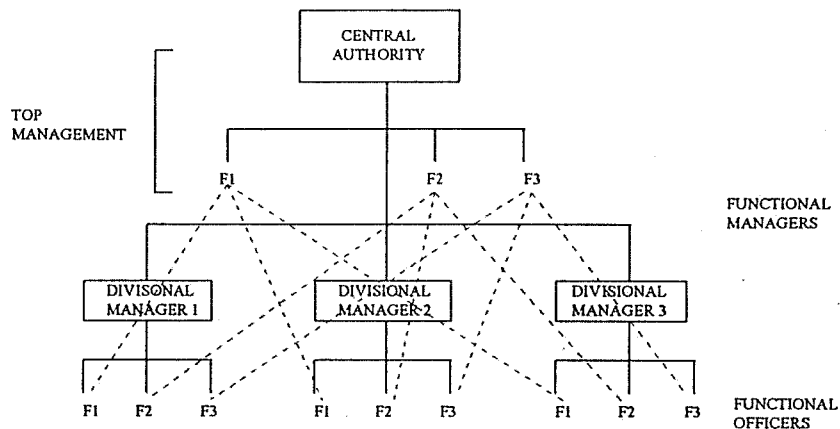 CENTRAL
AUTHORITY
TOP
MANAGEMENT
F1 F2 F3
FUNCTIONAL
MANAGERS
DIVISONAL
MANAGER 1
DIVISIONAL
MANAGER 2
DIVISIONAL
MANAGER 3
F1 F2 F3 F1 F2 F3 F1 F2 F3
FUNCTIONAL
OFFICERS